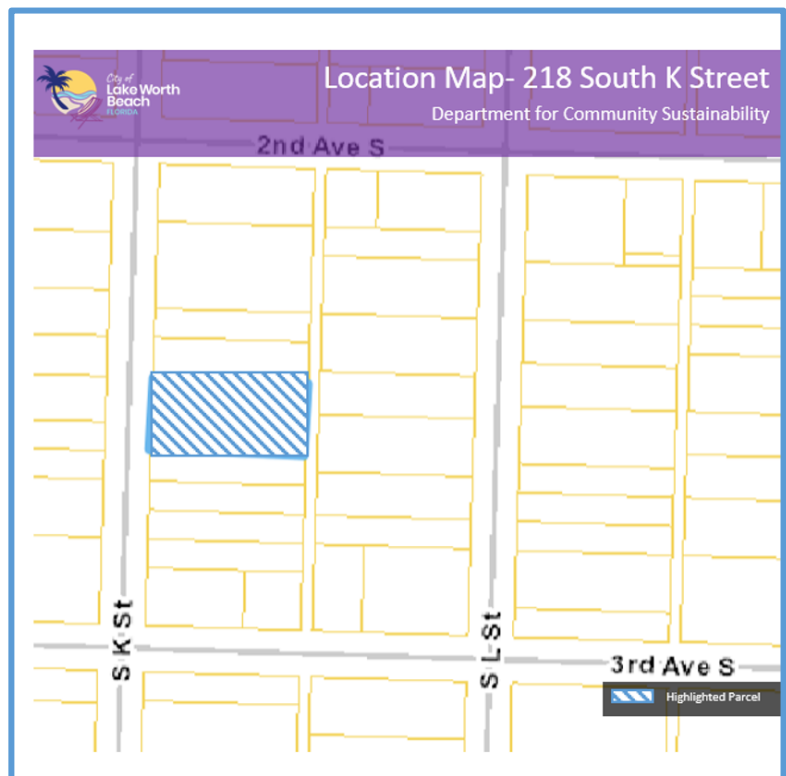 City of
Lake Worth
Beach
FLORIDA
Location Map- 218 South K Street
Department for Community Sustainability
2nd Ave S
S K St
S L St
3rd Ave S
Highlighted Parcel